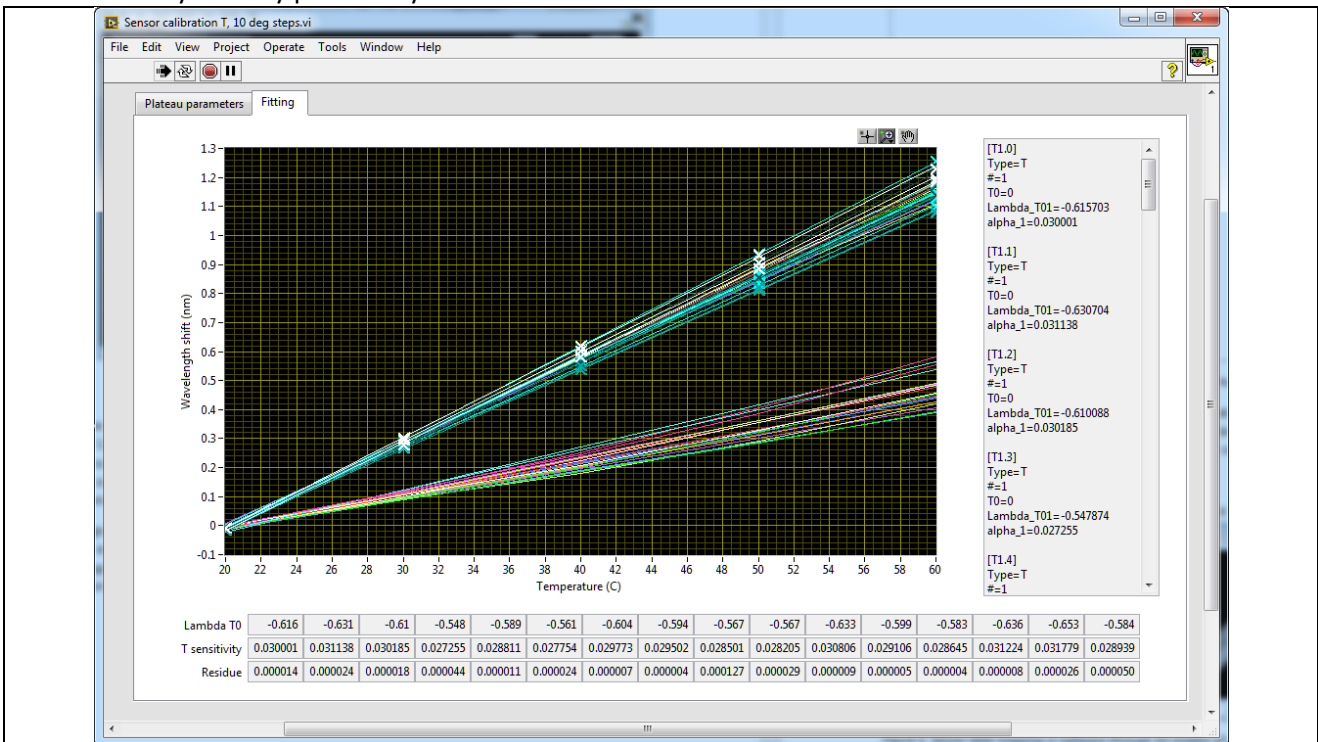 Sensor calibration T, 10 deg steps.vi
File Edit View Project Operate Tools Window Help
1
Plateau parameters Fitting
1.3
1.2
1.1
1
0.9
0.8
0.7
0.6
0.5
0.4
0.3
0.2
0.1
0
-0.1
Wavelength shift (nm)
20 22 24 26 28 30 32 34 36 38 40 42 44 46 48 50 52 54 56 58 60
Temperature (C)
[T1.0]
Type=T
#=1
T0=0
Lambda_T01=-0.615703
alpha_1=0.030001
[T1.1]
Type=T
#=1
T0=0
Lambda_T01=-0.630704
alpha_1=0.031138
[T1.2]
Type=T
#=1
T0=0
Lambda_T01=-0.610088
alpha_1=0.030185
[T1.3]
Type=T
#=1
T0=0
Lambda_T01=-0.547874
alpha_1=0.027255
[T1.4]
Type=T
#=1
Lambda T0 -0.616 -0.631 -0.61 -0.548 -0.589 -0.561 -0.604 -0.594 -0.567 -0.567 -0.633 -0.599 -0.583 -0.636 -0.653 -0.584
T sensitivity 0.030001 0.031138 0.030185 0.027255 0.028811 0.027754 0.029773 0.029502 0.028501 0.028205 0.030806 0.029106 0.028645 0.031224 0.031779 0.028939
Residue 0.000014 0.000024 0.000018 0.000044 0.000011 0.000024 0.000007 0.000004 0.000127 0.000029 0.000009 0.000005 0.000004 0.000008 0.000026 0.000050